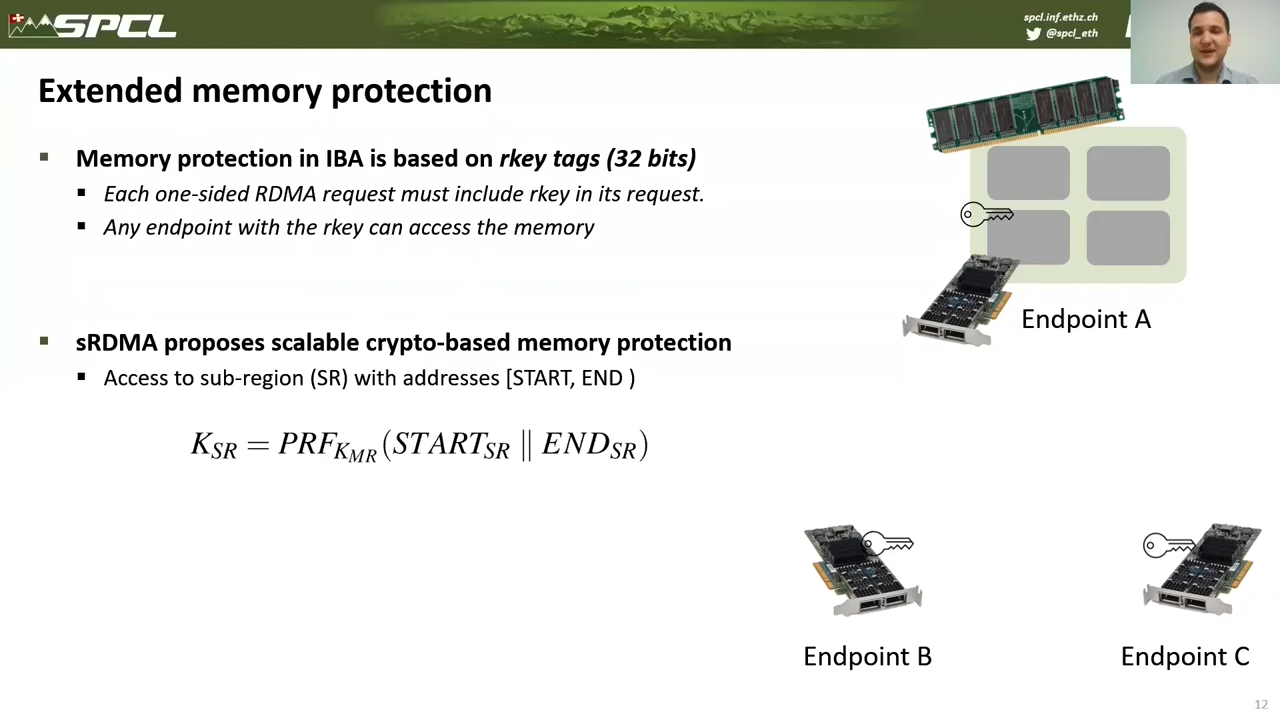 SPCL
spcl.inf.ethz.ch
@spcl_eth
Extended memory protection
Memory protection in IBA is based on rkey tags (32 bits)
Each one-sided RDMA request must include rkey in its request.
Any endpoint with the rkey can access the memory
Endpoint A
sRDMA proposes scalable crypto-based memory protection
Access to sub-region (SR) with addresses [START, END )
K_SR = PRF_K_MR (START_SR ∥ END_SR)
Endpoint B
Endpoint C
12